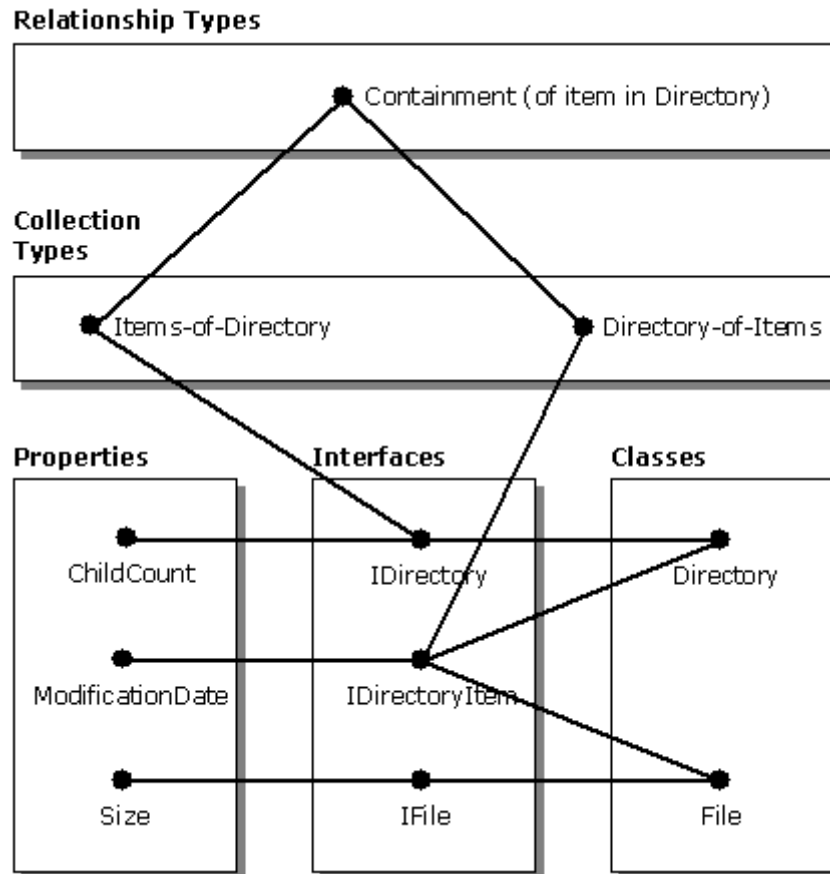 Relationship Types
Containment (of item in Directory)
Collection
Types
Items-of-Directory
Directory-of-Items
Properties
Interfaces
Classes
ChildCount
IDirectory
Directory
ModificationDate
IDirectoryItem
Size
IFile
File